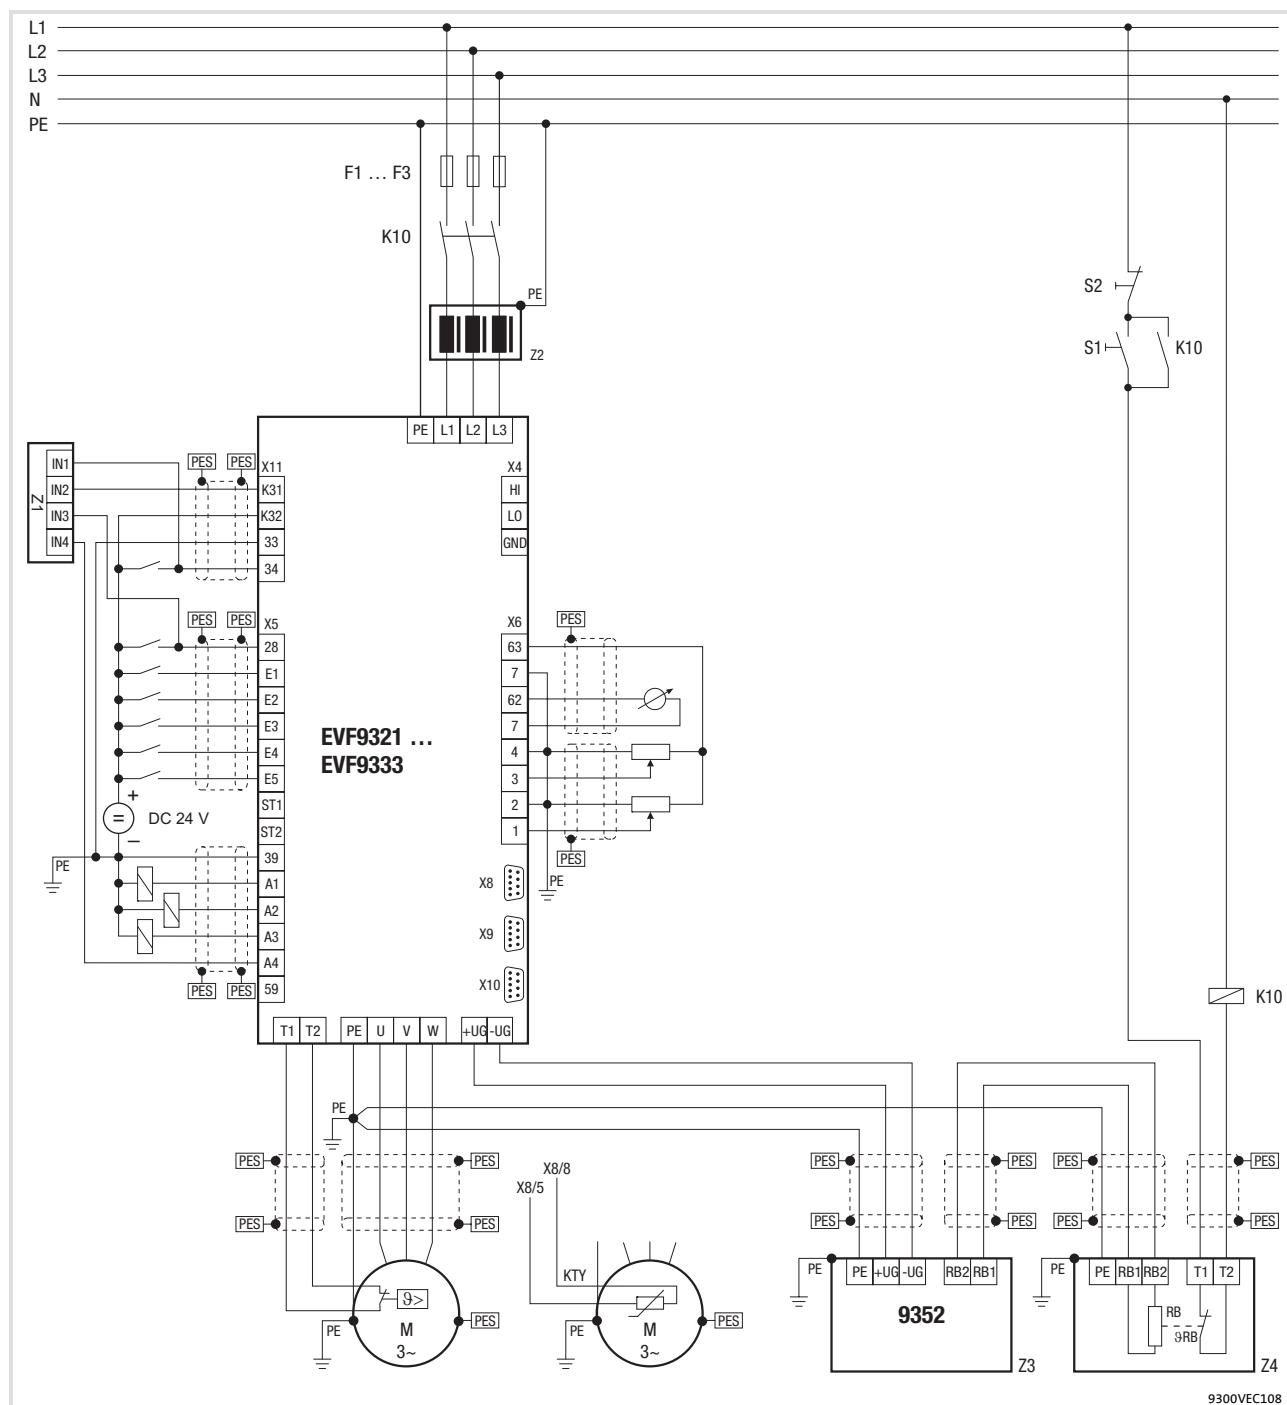 L1
L2
L3
N
PE
F1 … F3
K10
PE
Z2
S2
S1
K10
PE L1 L2 L3
Z1
IN1
IN2
IN3
IN4
PES PES
X11
K31
K32
33
34
X4
HI
LO
GND
PES PES
X5
28
E1
E2
E3
E4
E5
ST1
ST2
39
A1
A2
A3
A4
59
+
=
DC 24 V
–
PE
PES PES
EVF9321 …
EVF9333
X6
63
7
62
7
4
3
2
1
PES
PES
PE
X8
X9
X10
K10
T1 T2 PE U V W +UG -UG
PE
PES PES
PES PES
X8/8
X8/5
KTY
PES PES
PES PES
PES PES
PES PES
PE
ϑ>
M
3~
PES
PE
M
3~
PES
PE
PE +UG -UG RB2 RB1
9352
Z3
PE
PE RB1 RB2 T1 T2
RB
ϑRB
Z4
9300VEC108